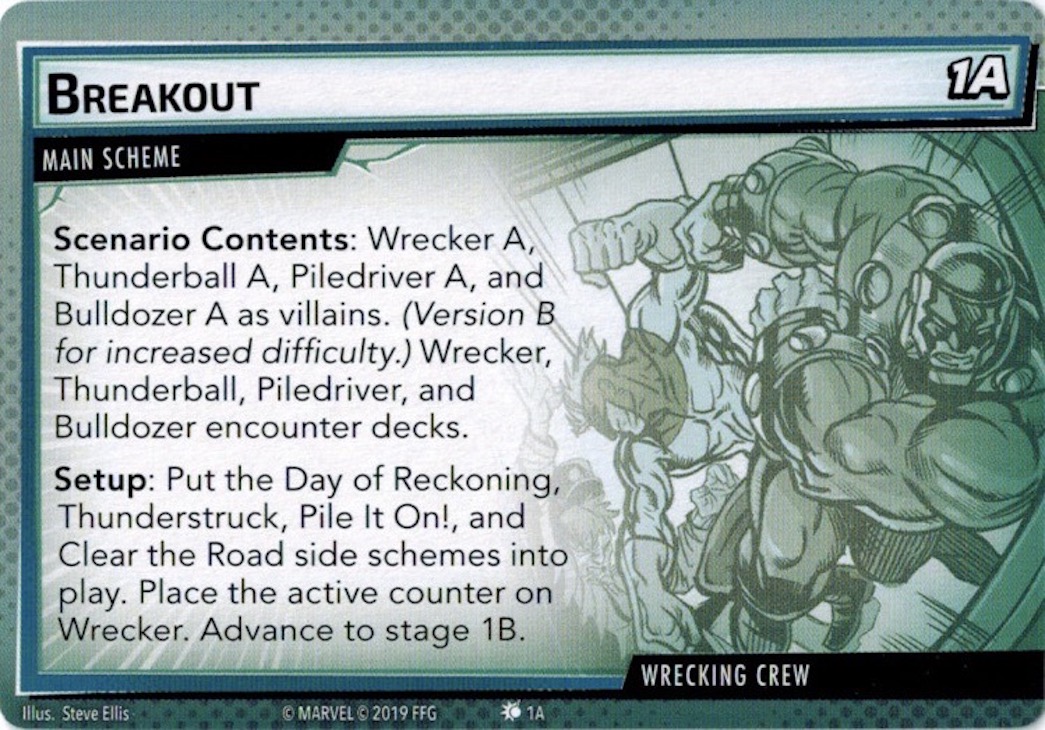 BREAKOUT
1A
MAIN SCHEME
Scenario Contents: Wrecker A,
Thunderball A, Piledriver A, and
Bulldozer A as villains. (Version B
for increased difficulty.) Wrecker,
Thunderball, Piledriver, and
Bulldozer encounter decks.
Setup: Put the Day of Reckoning,
Thunderstruck, Pile It On!, and
Clear the Road side schemes into
play. Place the active counter on
Wrecker. Advance to stage 1B.
WRECKING CREW
Illus. Steve Ellis
© MARVEL © 2019 FFG
1A